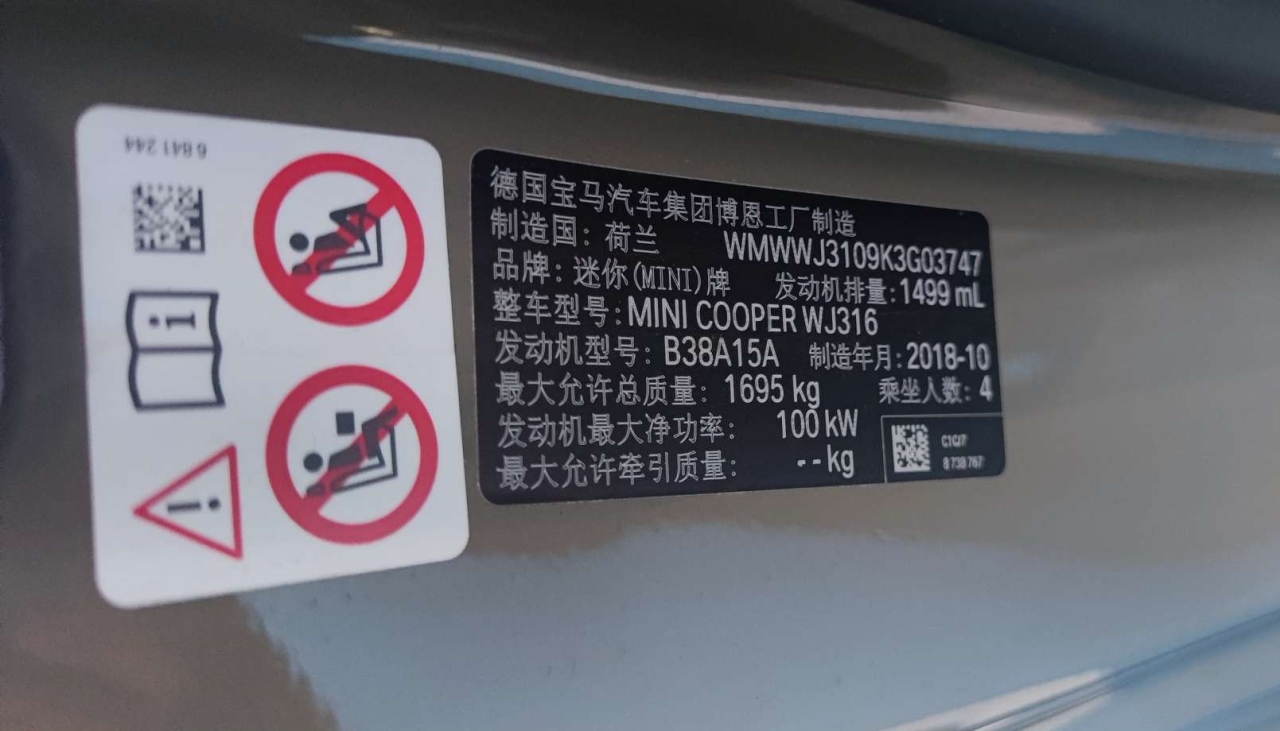 6 841 244
德国宝马汽车集团博恩工厂制造
制造国: 荷兰 WMWWJ3109K3G03747
品牌: 迷你(MINI)牌 发动机排量: 1499 mL
整车型号: MINI COOPER WJ316
发动机型号: B38A15A 制造年月: 2018-10
最大允许总质量: 1695 kg 乘坐人数: 4
发动机最大净功率: 100 kW
最大允许牵引质量: --kg
8 738 767